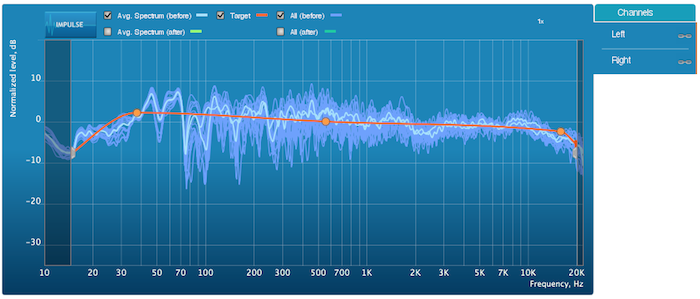 IMPULSE
Avg. Spectrum (before) Target All (before)
Avg. Spectrum (after) All (after)
1s
Channels
Left
Right
Normalized level, dB
10
0
-10
-20
-30
10 20 30 50 70 100 200 300 500 700 1K 2K 3K 5K 7K 10K 20K
Frequency, Hz